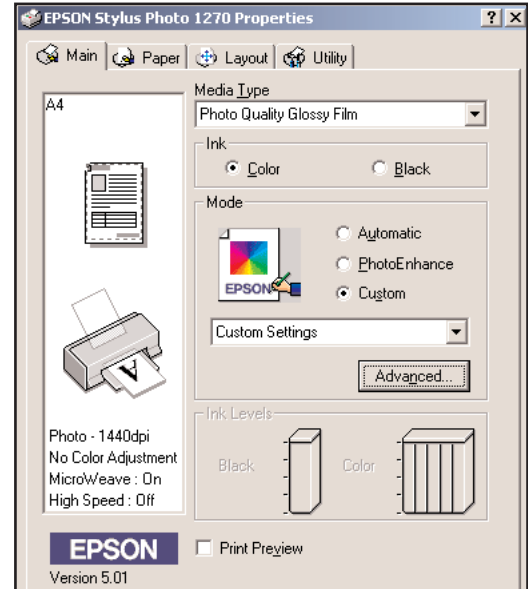 EPSON Stylus Photo 1270 Properties
Main
Paper
Layout
Utility
A4
Media Type
Photo Quality Glossy Film
Ink
Color
Black
Mode
EPSON
Automatic
PhotoEnhance
Custom
Custom Settings
Advanced...
Photo - 1440dpi
No Color Adjustment
MicroWeave : On
High Speed : Off
Ink Levels
Black
Color
A
EPSON
Version 5.01
Print Preview